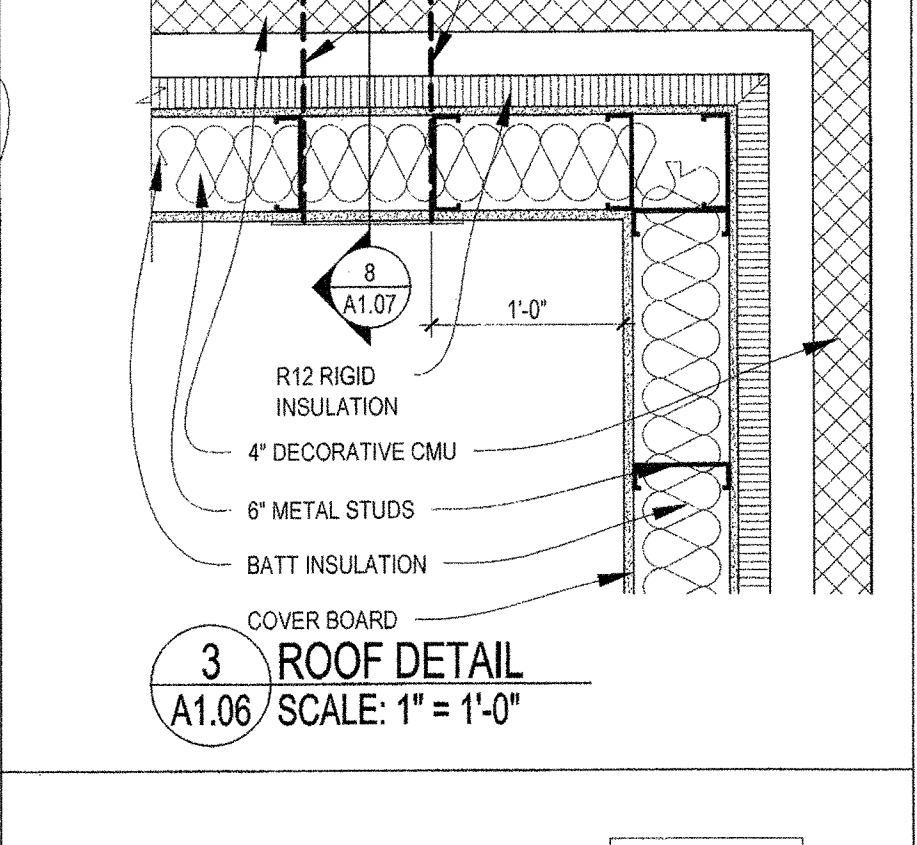 8
A1.07
1'-0"
R12 RIGID
INSULATION
4" DECORATIVE CMU
6" METAL STUDS
BATT INSULATION
COVER BOARD
3
ROOF DETAIL
A1.06
SCALE: 1" = 1'-0"